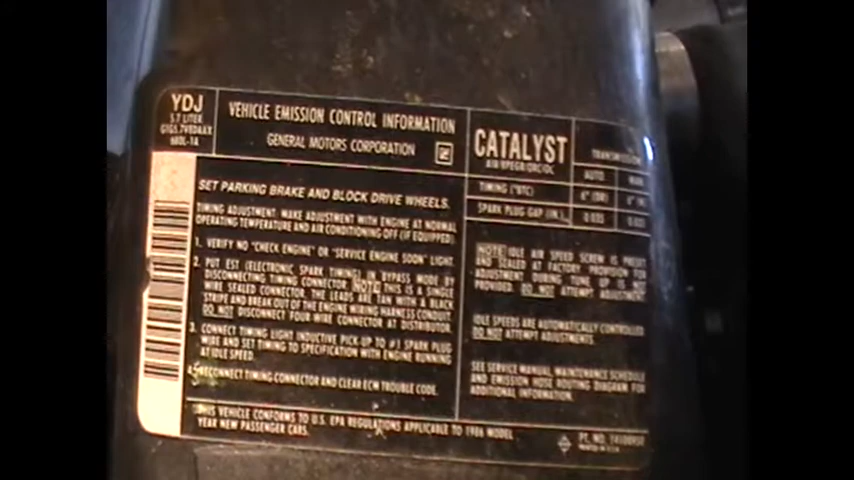 YDJ
5.7 LITER
G1G5.7V8DAAX
6B0L-1A
VEHICLE EMISSION CONTROL INFORMATION
GENERAL MOTORS CORPORATION
GM
CATALYST
TRANSMISSION
AUTO. MAN.
TIMING (°BTC) 6° (DR) 6°
SPARK PLUG GAP (IN.) 0.035 0.035
SET PARKING BRAKE AND BLOCK DRIVE WHEELS.
TIMING ADJUSTMENT: MAKE ADJUSTMENT WITH ENGINE AT NORMAL
OPERATING TEMPERATURE AND AIR CONDITIONING OFF (IF EQUIPPED).
1. VERIFY NO "CHECK ENGINE" OR "SERVICE ENGINE SOON" LIGHT.
2. PUT EST (ELECTRONIC SPARK TIMING) IN BYPASS MODE BY
DISCONNECTING TIMING CONNECTOR. NOTE: THIS IS A SINGLE
WIRE SEALED CONNECTOR. THE LEADS ARE TAN WITH A BLACK
STRIPE AND BREAK OUT OF THE ENGINE WIRING HARNESS CONDUIT.
DO NOT DISCONNECT FOUR-WIRE CONNECTOR AT DISTRIBUTOR.
3. CONNECT TIMING LIGHT INDUCTIVE PICK-UP TO #1 SPARK PLUG
WIRE AND SET TIMING TO SPECIFICATION WITH ENGINE RUNNING
AT IDLE SPEED.
4. RECONNECT TIMING CONNECTOR AND CLEAR ECM TROUBLE CODE.
NOTE: IDLE AIR SPEED SCREW IS PRESET
AND SEALED AT FACTORY. PROVISION FOR
ADJUSTMENT DURING TUNE UP IS NOT
PROVIDED. DO NOT ATTEMPT ADJUSTMENT.
IDLE SPEEDS ARE AUTOMATICALLY CONTROLLED.
DO NOT ATTEMPT ADJUSTMENTS.
SEE SERVICE MANUAL, MAINTENANCE SCHEDULE
AND EMISSION HOSE ROUTING DIAGRAM FOR
ADDITIONAL INFORMATION.
THIS VEHICLE CONFORMS TO U.S. EPA REGULATIONS APPLICABLE TO 1986 MODEL
YEAR NEW PASSENGER CARS.
PT. NO.
PRINTED IN U.S.A.